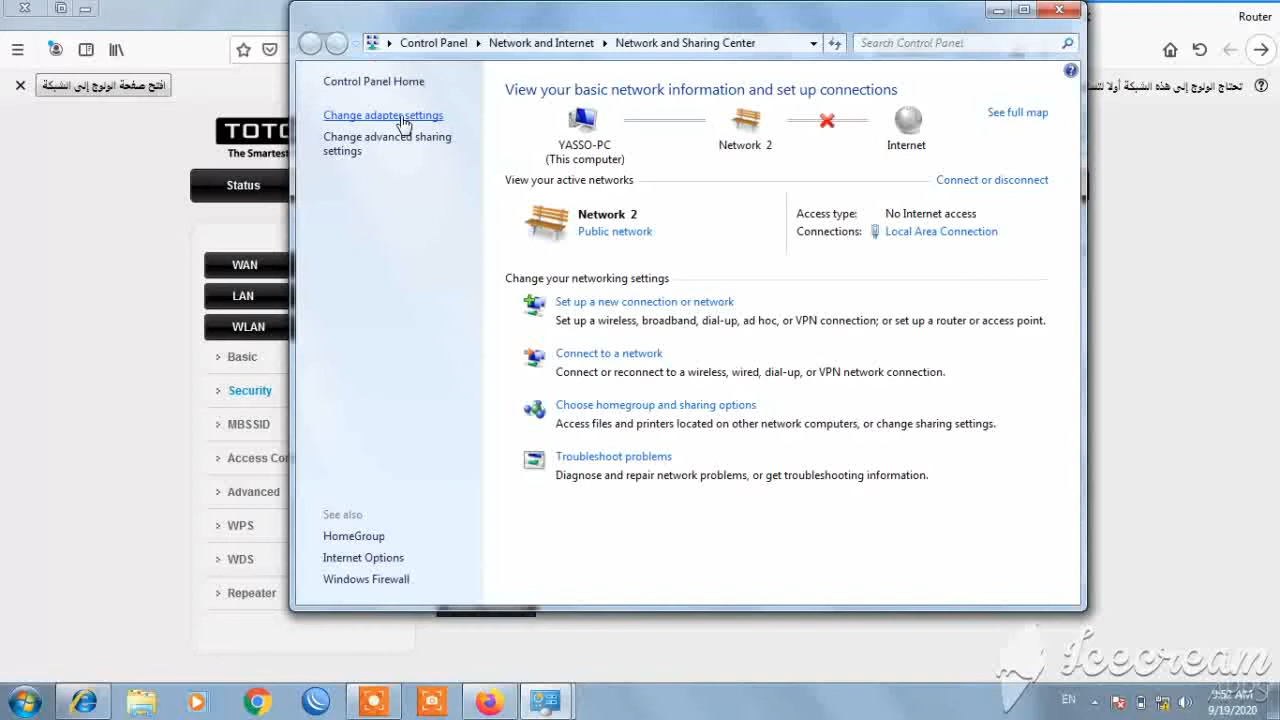 Router
افتح صفحة الولوج إلى الشبكة
تحتاج الولوج إلى هذه الشبكة أولا
TOTO
The Smartest
Status
WAN
LAN
WLAN
Basic
Security
MBSSID
Access Co
Advanced
WPS
WDS
Repeater
Control Panel
Network and Internet
Network and Sharing Center
Search Control Panel
Control Panel Home
Change adapter settings
Change advanced sharing
settings
See also
HomeGroup
Internet Options
Windows Firewall
View your basic network information and set up connections
See full map
YASSO-PC
(This computer)
Network 2
Internet
View your active networks
Connect or disconnect
Network 2
Public network
Access type: No Internet access
Connections: Local Area Connection
Change your networking settings
Set up a new connection or network
Set up a wireless, broadband, dial-up, ad hoc, or VPN connection; or set up a router or access point.
Connect to a network
Connect or reconnect to a wireless, wired, dial-up, or VPN network connection.
Choose homegroup and sharing options
Access files and printers located on other network computers, or change sharing settings.
Troubleshoot problems
Diagnose and repair network problems, or get troubleshooting information.
Icecream
EN
9:52 AM
9/19/2020